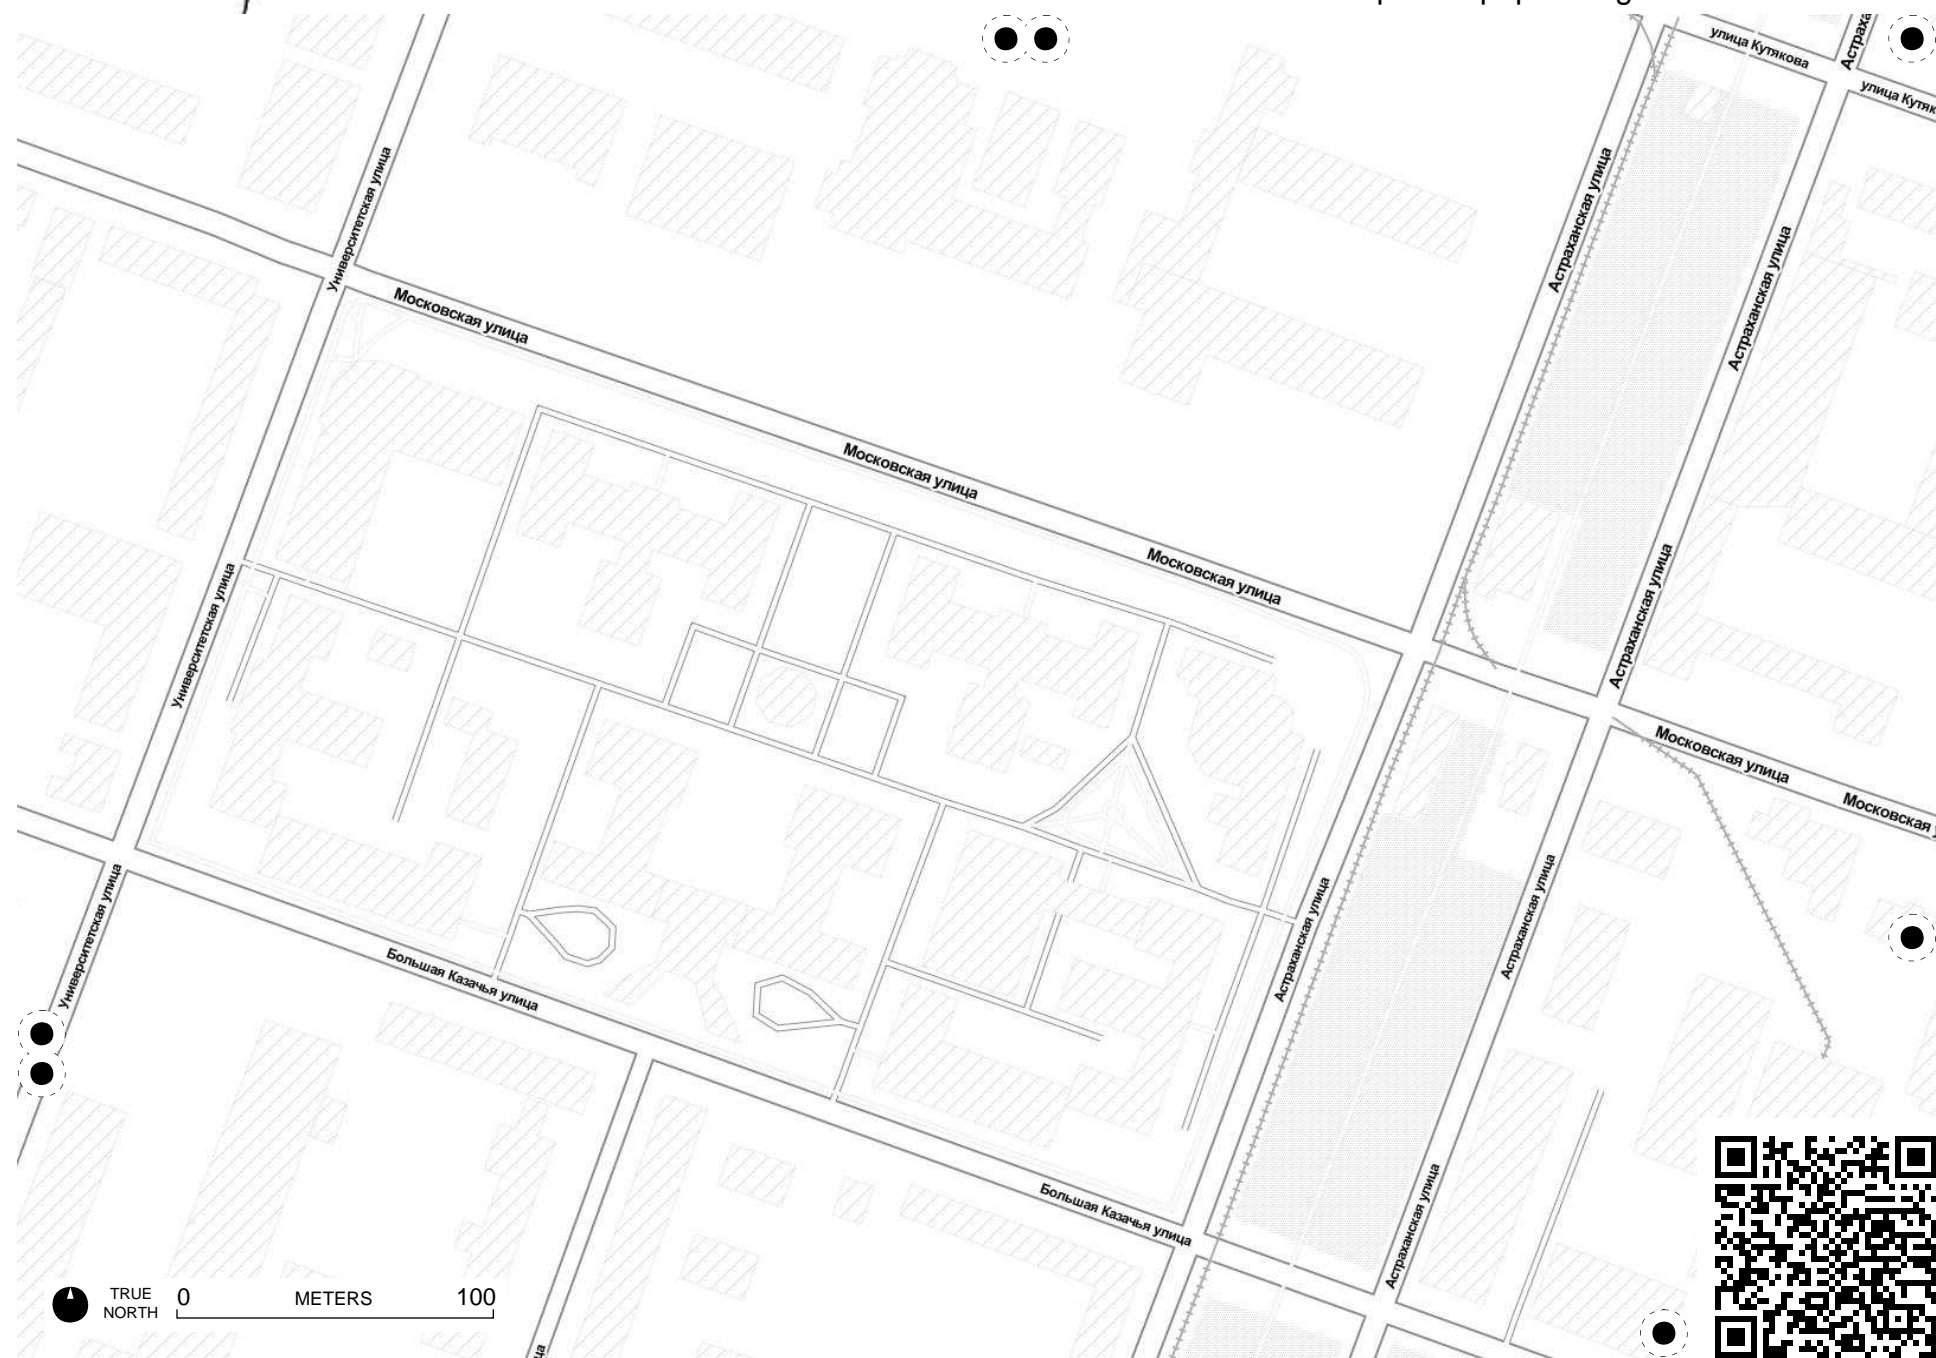 улица Кутякова
улица
Московская улица
Московская улица
Московская улица
Московская улица
Московская
Университетская улица
Университетская улица
Университетская улица
Астраханская улица
Астраханская улица
Астраханская улица
Астраханская улица
Астраханская улица
Астраханская улица
Большая Казачья улица
Большая Казачья улица
TRUE
NORTH
0 METERS 100